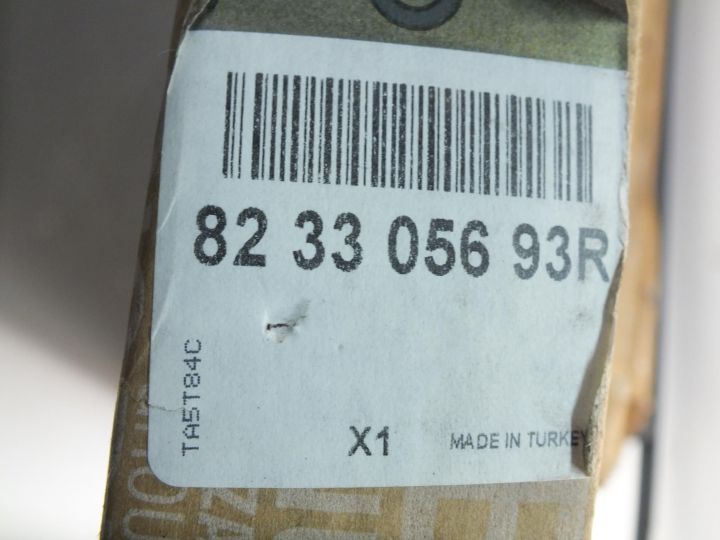 82 33 056 93R
TA5T84C
X1
MADE IN TURKEY